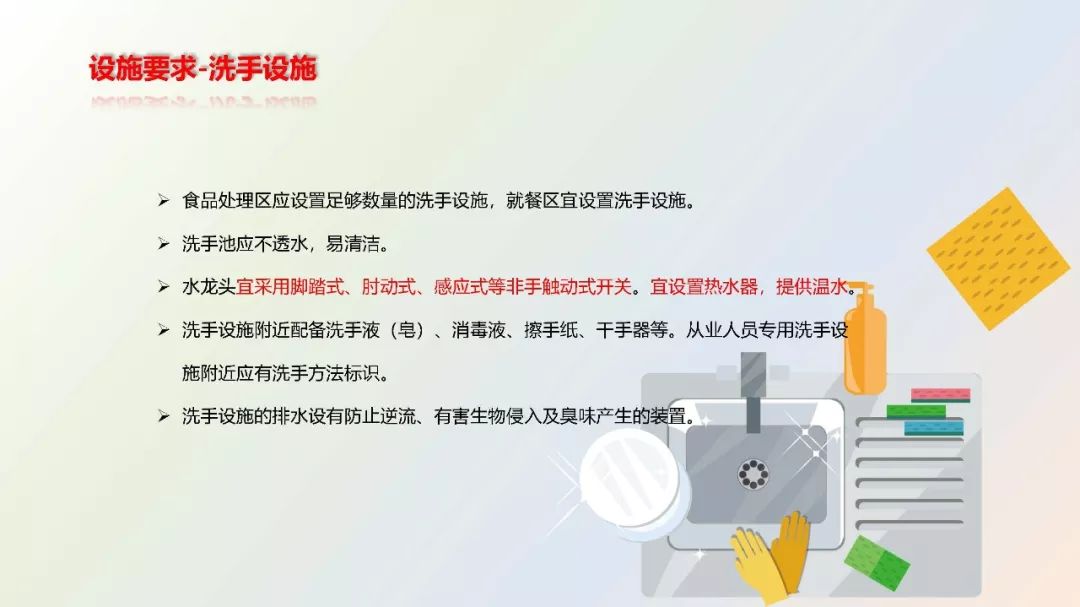 设施要求-洗手设施
➢ 食品处理区应设置足够数量的洗手设施，就餐区宜设置洗手设施。
➢ 洗手池应不透水，易清洁。
➢ 水龙头宜采用脚踏式、肘动式、感应式等非手触动式开关。宜设置热水器，提供温水。
➢ 洗手设施附近配备洗手液（皂）、消毒液、擦手纸、干手器等。从业人员专用洗手设
施附近应有洗手方法标识。
➢ 洗手设施的排水设有防止逆流、有害生物侵入及臭味产生的装置。